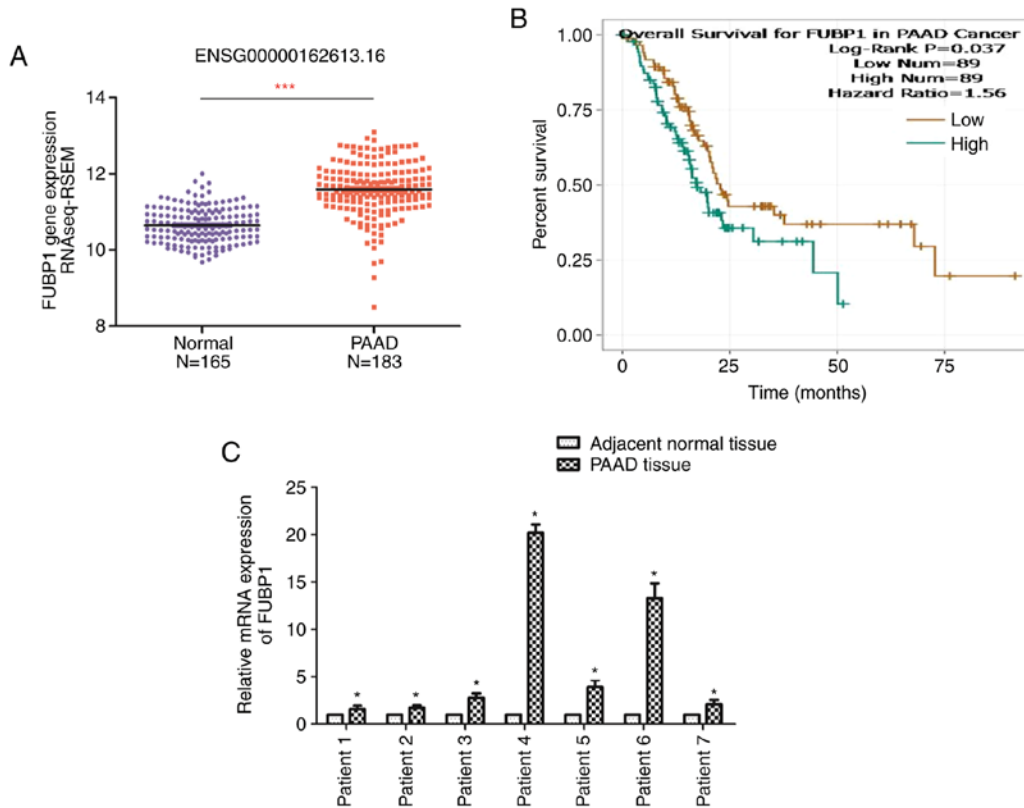 A
ENSG00000162613.16
***
FUBP1 gene expression
RNAseq-RSEM
14
12
10
8
Normal
N=165
PAAD
N=183
B
Overall Survival for FUBP1 in PAAD Cancer
Log-Rank P=0.037
Low Num=89
High Num=89
Hazard Ratio=1.56
Low
High
Percent survival
1.00
0.75
0.50
0.25
0.00
0
25
50
75
Time (months)
C
Adjacent normal tissue
PAAD tissue
Relative mRNA expression
of FUBP1
25
20
15
10
5
0
*
*
*
*
*
*
*
Patient 1
Patient 2
Patient 3
Patient 4
Patient 5
Patient 6
Patient 7